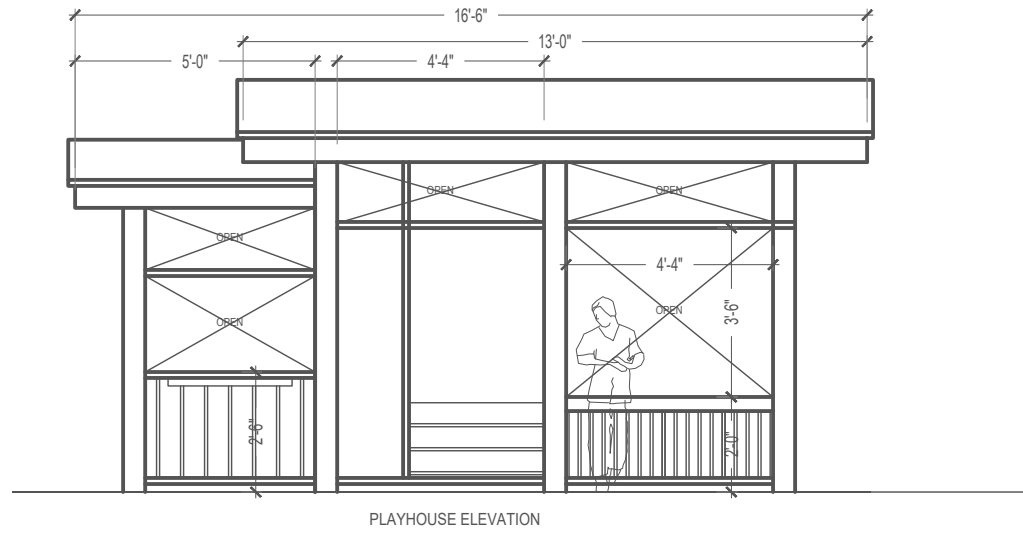 16'-6"
13'-0"
5'-0"
4'-4"
OPEN
OPEN
OPEN
4'-4"
OPEN
3'-6"
OPEN
2'-6"
2'-0"
PLAYHOUSE ELEVATION